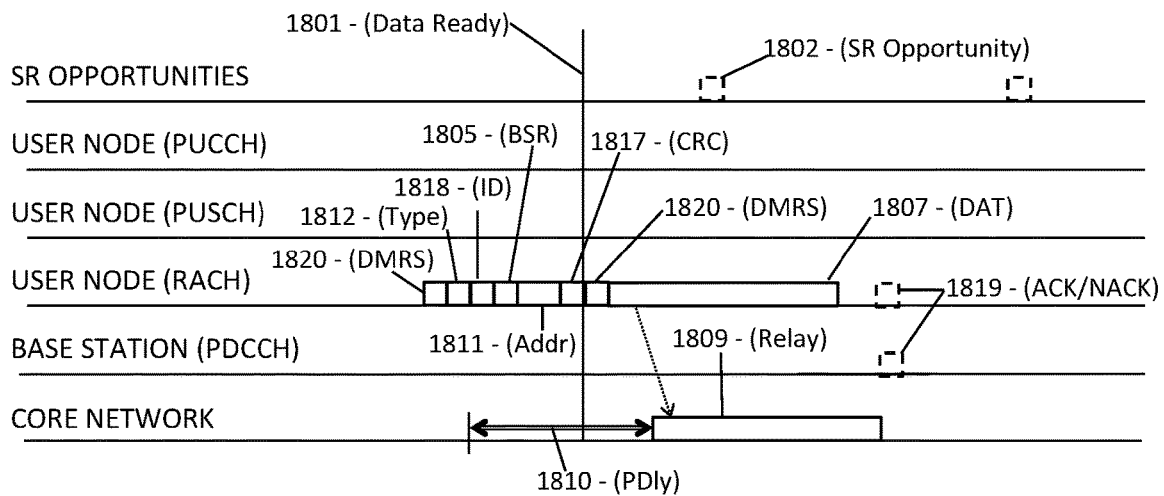 1801 - (Data Ready)
1802 - (SR Opportunity)
SR OPPORTUNITIES
1805 - (BSR)
1817 - (CRC)
USER NODE (PUCCH)
1818 - (ID)
1812 - (Type)
1820 - (DMRS)
1807 - (DAT)
USER NODE (PUSCH)
1820 - (DMRS)
USER NODE (RACH)
1819 - (ACK/NACK)
1811 - (Addr)
1809 - (Relay)
BASE STATION (PDCCH)
CORE NETWORK
1810 - (PDly)